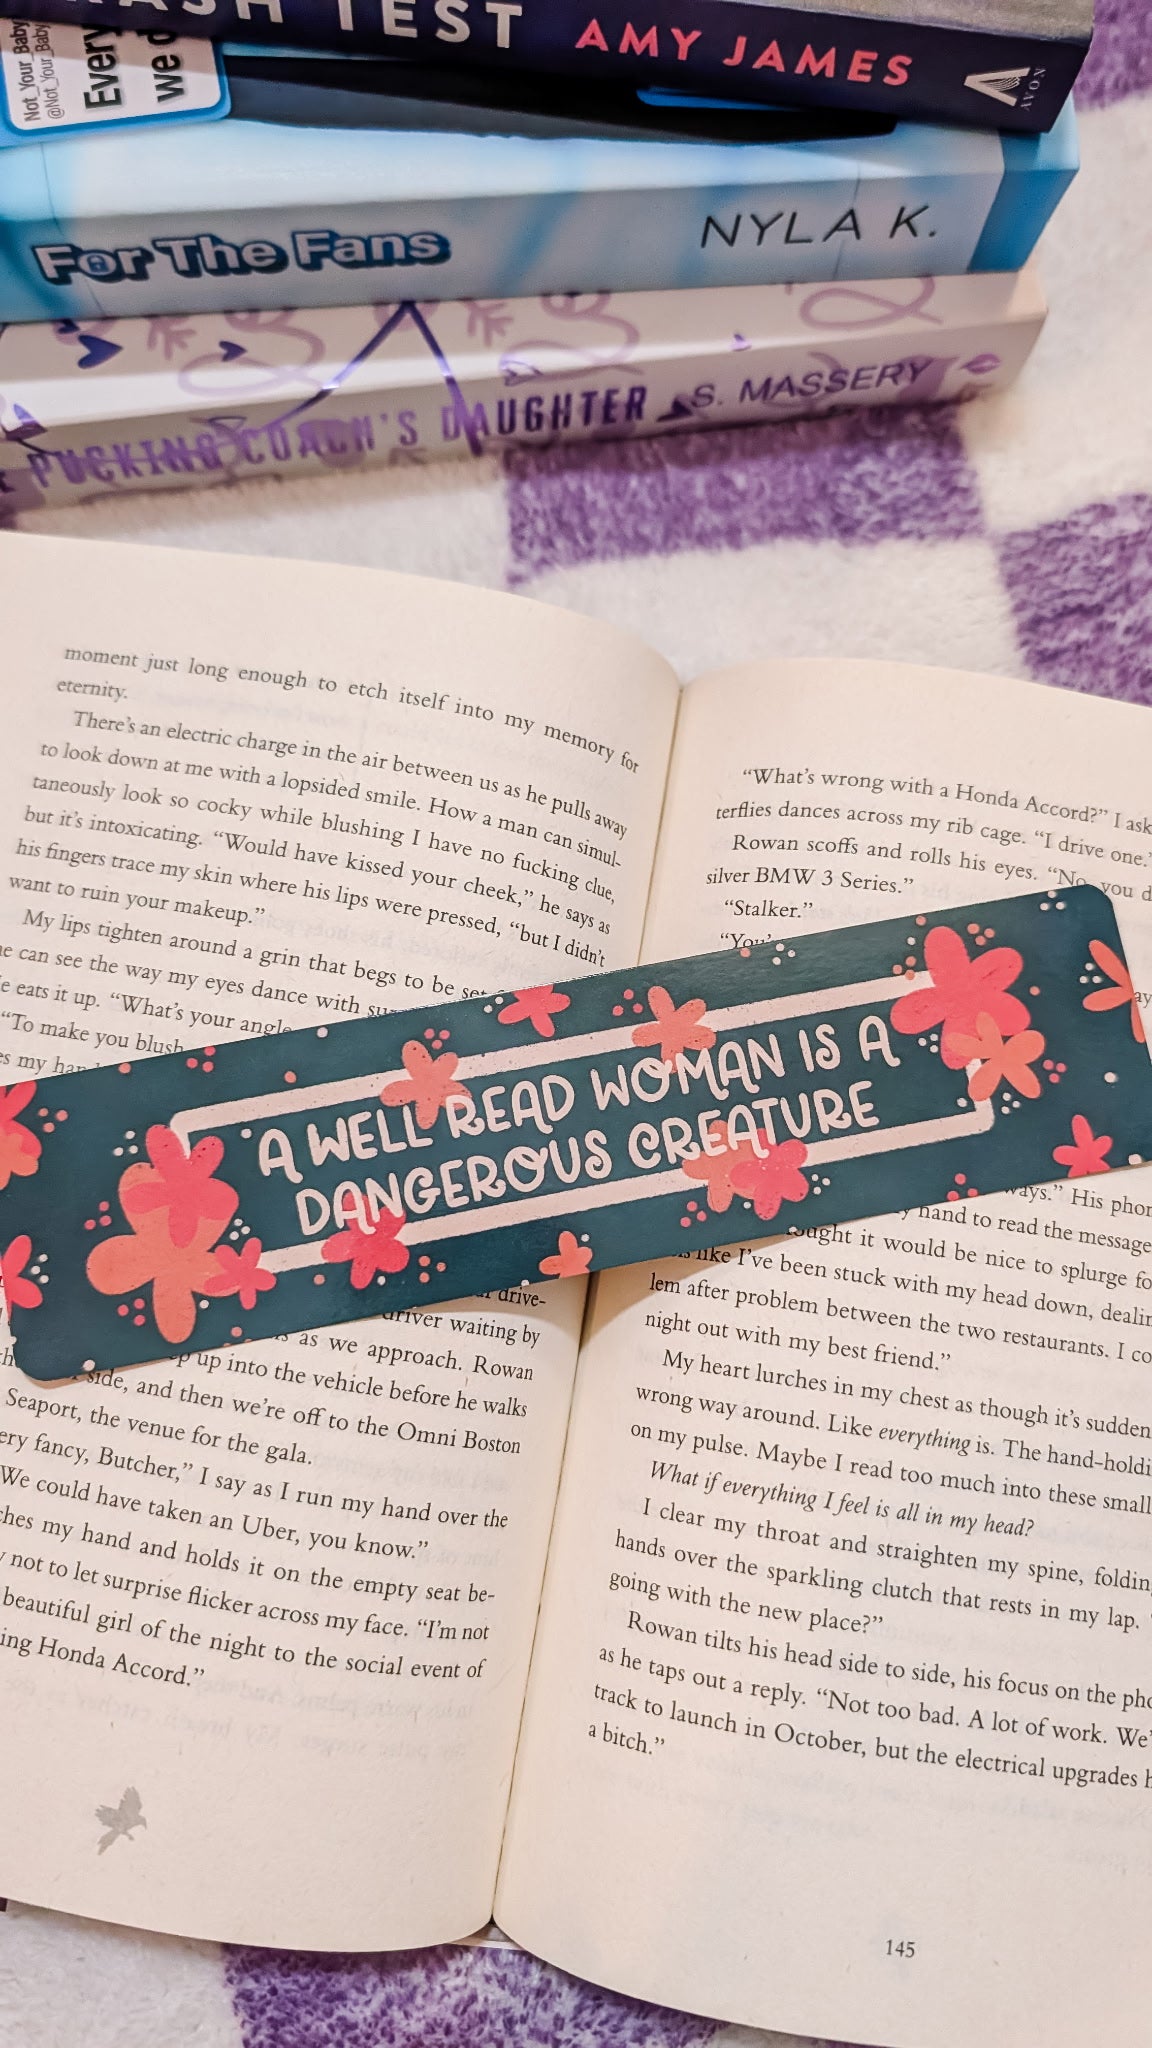 TEST AMY JAMES AVON
Not_Your_Baby
@Not_Your_Baby
Every
we
For The Fans NYLA K.
PUCKING COACH'S DAUGHTER S. MASSERY
moment just long enough to etch itself into my memory for
eternity.
There's an electric charge in the air between us as he pulls away
to look down at me with a lopsided smile. How a man can simul-
taneously look so cocky while blushing I have no fucking clue,
but it's intoxicating. “Would have kissed your cheek,” he says as
his fingers trace my skin where his lips were pressed, “but I didn't
want to ruin your makeup.”
My lips tighten around a grin that begs to be set
can see the way my eyes dance with
eats it up. “What's your angle
“To make you blush
my
A WELL READ WOMAN IS A
DANGEROUS CREATURE
drive-
driver waiting by
as we approach. Rowan
up into the vehicle before he walks
side, and then we're off to the Omni Boston
Seaport, the venue for the gala.
fancy, Butcher,” I say as I run my hand over the
We could have taken an Uber, you know.”
my hand and holds it on the empty seat be-
not to let surprise flicker across my face. “I'm not
beautiful girl of the night to the social event of
Honda Accord.”
“What's wrong with a Honda Accord?” I ask
terflies dances across my rib cage. “I drive one.”
Rowan scoffs and rolls his eyes. “No, you d
silver BMW 3 Series.”
“Stalker.”
“You'
ways.” His phon
hand to read the message
ought it would be nice to splurge fo
like I've been stuck with my head down, dealin
lem after problem between the two restaurants. I co
night out with my best friend.”
My heart lurches in my chest as though it's sudden
wrong way around. Like everything is. The hand-holdi
on my pulse. Maybe I read too much into these small
What if everything I feel is all in my head?
I clear my throat and straighten my spine, folding
hands over the sparkling clutch that rests in my lap.
going with the new place?”
Rowan tilts his head side to side, his focus on the pho
as he taps out a reply. “Not too bad. A lot of work. We'
track to launch in October, but the electrical upgrades h
a bitch.”
145